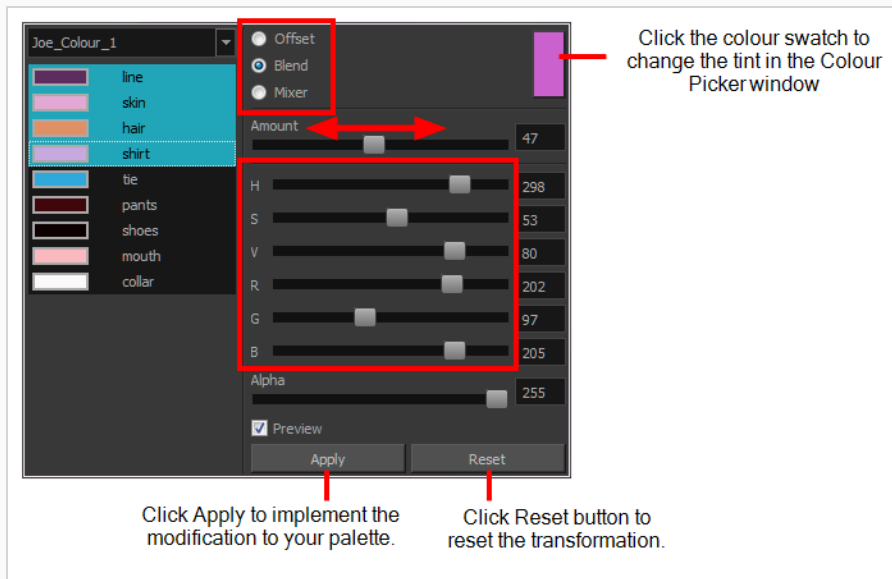 Joe_Colour_1
line
skin
hair
shirt
tie
pants
shoes
mouth
collar
Offset
Blend
Mixer
Amount
47
H 298
S 53
V 80
R 202
G 97
B 205
Alpha
255
Preview
Apply Reset
Click the colour swatch to
change the tint in the Colour
Picker window
Click Apply to implement the
modification to your palette.
Click Reset button to
reset the transformation.